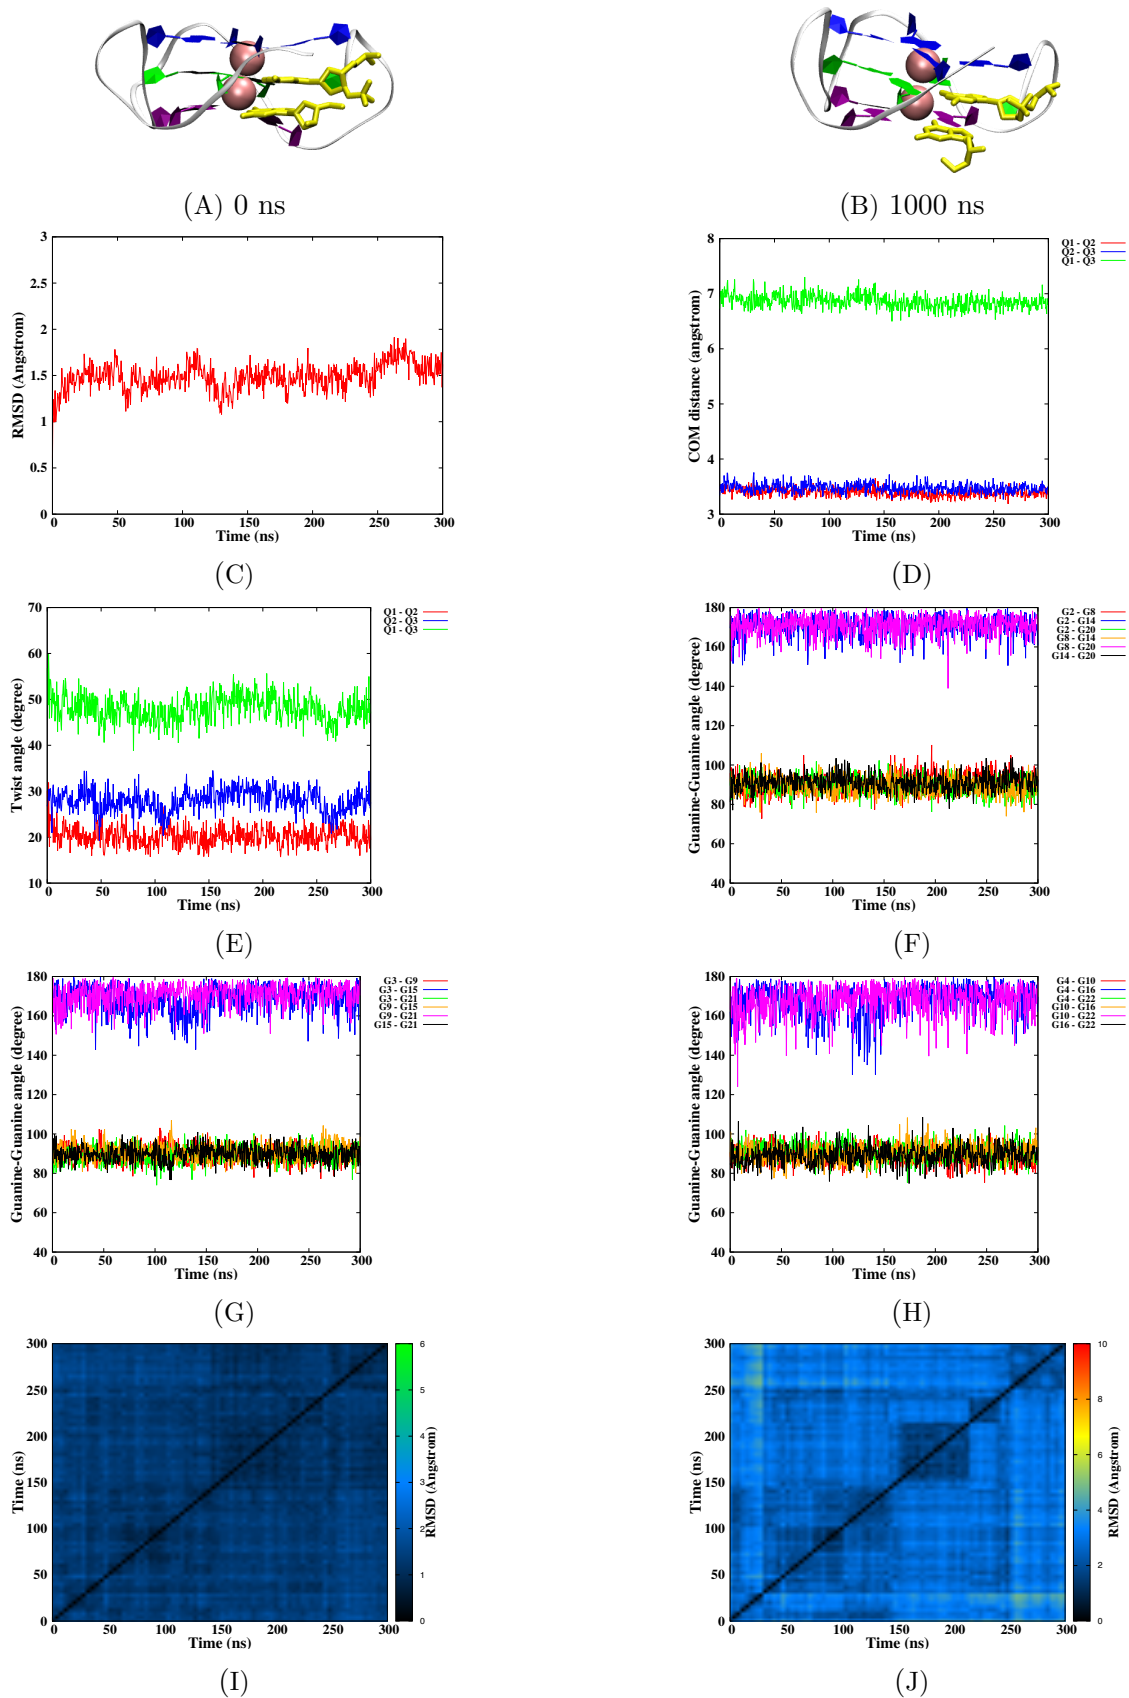 (A) 0 ns
(B) 1000 ns
3
2.5
2
1.5
1
0.5
0
0 50 100 150 200 250 300
RMSD (Angstrom)
Time (ns)
(C)
Q1 - Q2
Q2 - Q3
Q1 - Q3
8
7
6
5
4
3
0 50 100 150 200 250 300
COM distance (angstrom)
Time (ns)
(D)
Q1 - Q2
Q2 - Q3
Q1 - Q3
70
60
50
40
30
20
10
0 50 100 150 200 250 300
Twist angle (degree)
Time (ns)
(E)
G2 - G8
G2 - G14
G2 - G20
G8 - G14
G8 - G20
G14 - G20
180
160
140
120
100
80
60
40
0 50 100 150 200 250 300
Guanine-Guanine angle (degree)
Time (ns)
(F)
G3 - G9
G3 - G15
G3 - G21
G9 - G15
G9 - G21
G15 - G21
180
160
140
120
100
80
60
40
0 50 100 150 200 250 300
Guanine-Guanine angle (degree)
Time (ns)
(G)
G4 - G10
G4 - G16
G4 - G22
G10 - G16
G10 - G22
G16 - G22
180
160
140
120
100
80
60
40
0 50 100 150 200 250 300
Guanine-Guanine angle (degree)
Time (ns)
(H)
300
250
200
150
100
50
0
0 50 100 150 200 250 300
Time (ns)
Time (ns)
6
5
4
3
2
1
0
RMSD (Angstrom)
(I)
300
250
200
150
100
50
0
0 50 100 150 200 250 300
Time (ns)
Time (ns)
10
8
6
4
2
0
RMSD (Angstrom)
(J)